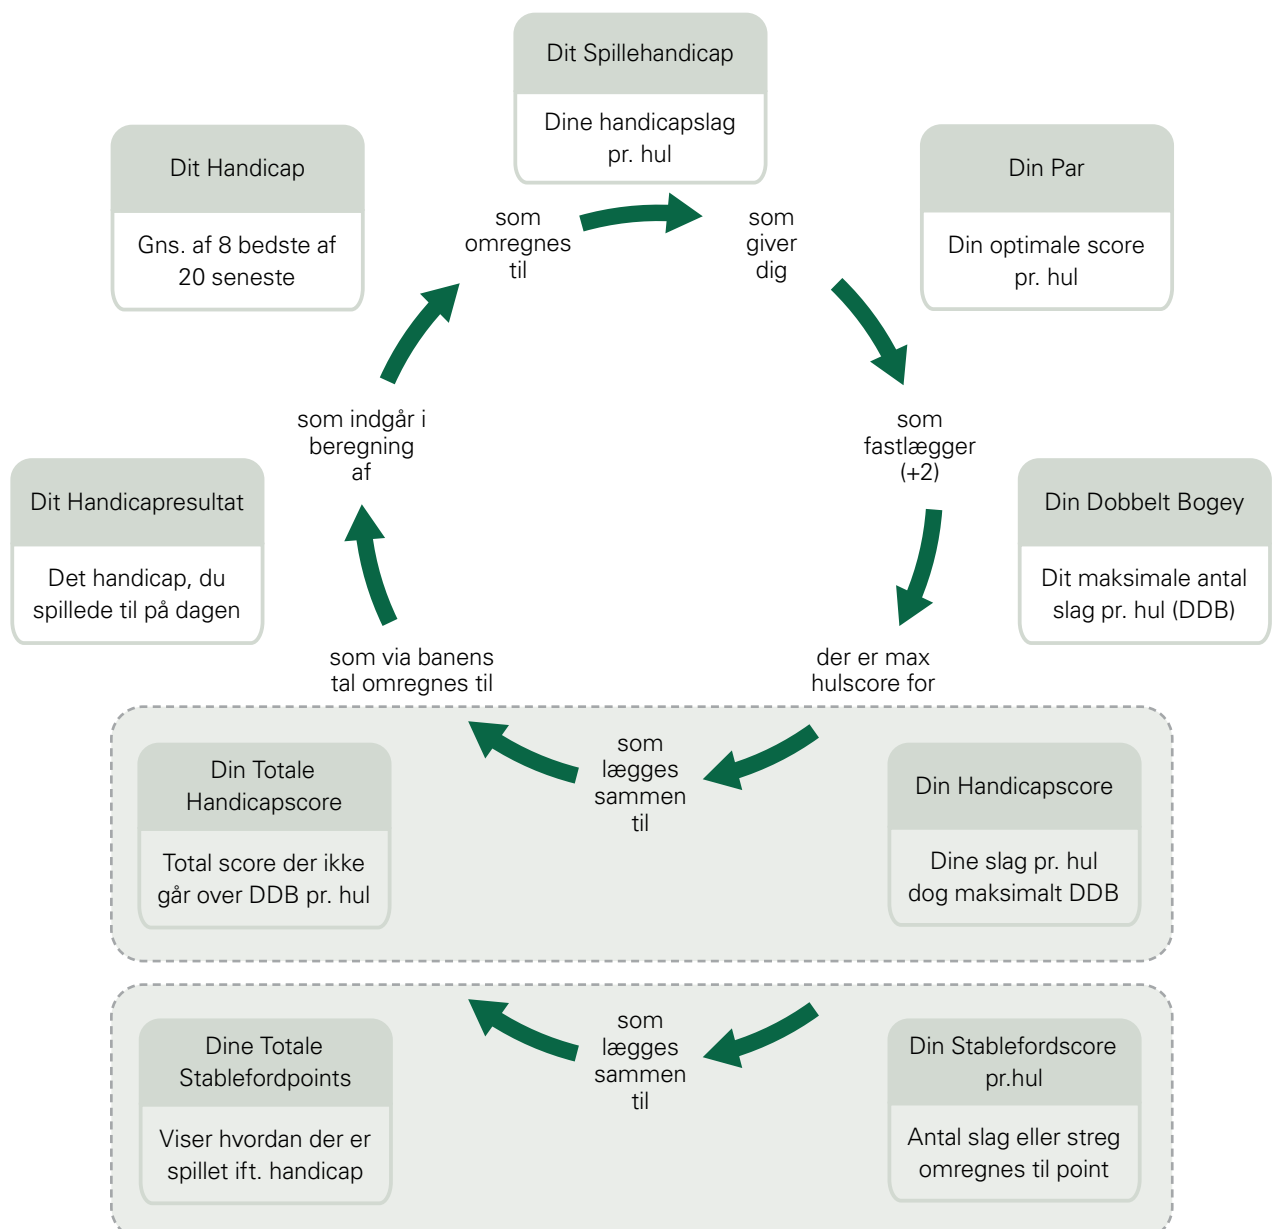 Dit Spillehandicap
Dine handicapslag
pr. hul
Dit Handicap
Gns. af 8 bedste af
20 seneste
som
omregnes
til
som
giver
dig
Din Par
Din optimale score
pr. hul
som indgår i
beregning
af
som
fastlægger
(+2)
Dit Handicapresultat
Det handicap, du
spillede til på dagen
Din Dobbelt Bogey
Dit maksimale antal
slag pr. hul (DDB)
som via banens
tal omregnes til
der er max
hulscore for
Din Totale
Handicapscore
Total score der ikke
går over DDB pr. hul
som
lægges
sammen
til
Din Handicapscore
Dine slag pr. hul
dog maksimalt DDB
Dine Totale
Stablefordpoints
Viser hvordan der er
spillet ift. handicap
som
lægges
sammen
til
Din Stablefordscore
pr.hul
Antal slag eller streg
omregnes til point